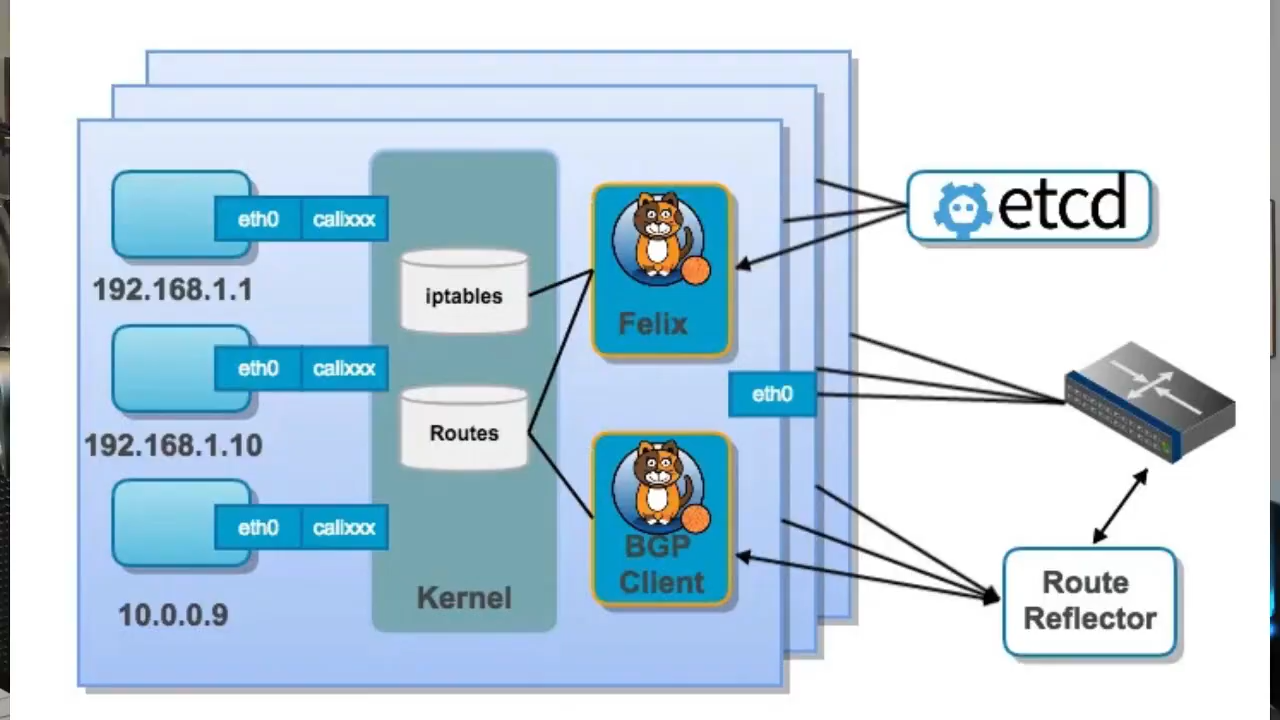 eth0
calixxx
192.168.1.1
eth0
calixxx
192.168.1.10
eth0
calixxx
10.0.0.9
iptables
Routes
Kernel
Felix
eth0
BGP
Client
etcd
Route
Reflector